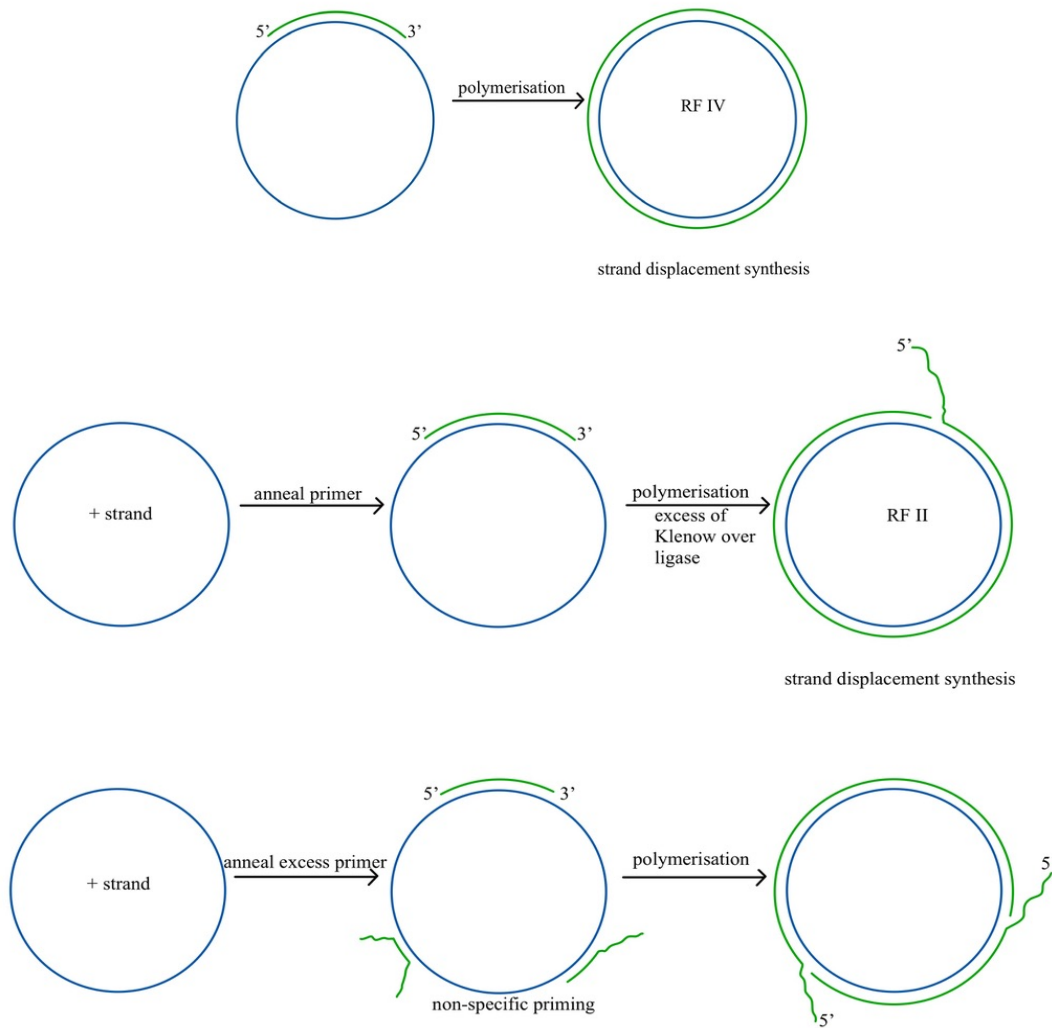 5’ 3’
polymerisation
RF IV
strand displacement synthesis
5’
5’ 3’
+ strand
anneal primer
polymerisation
excess of
Klenow over
ligase
RF II
strand displacement synthesis
5’ 3’
+ strand
anneal excess primer
polymerisation
5
non-specific priming
5’